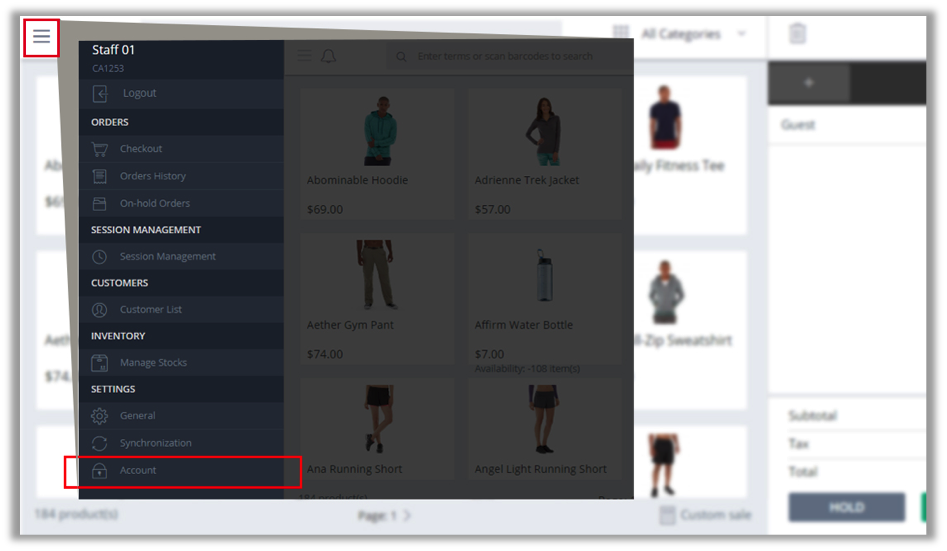 All Categories
Staff 01
CA1253
Logout
ORDERS
Checkout
Orders History
On-hold Orders
SESSION MANAGEMENT
Session Management
CUSTOMERS
Customer List
INVENTORY
Manage Stocks
SETTINGS
General
Synchronization
Account
Enter terms or scan barcodes to search
Abominable Hoodie
$69.00
Adrienne Trek Jacket
$57.00
Aether Gym Pant
$74.00
Affirm Water Bottle
$7.00
Availability: -108 item(s)
Ana Running Short
Angel Light Running Short
184 product(s)
Fitness Tee
Sweatshirt
$74.
184 product(s)
Page: 1
Custom sale
+
Guest
Subtotal
Tax
Total
HOLD